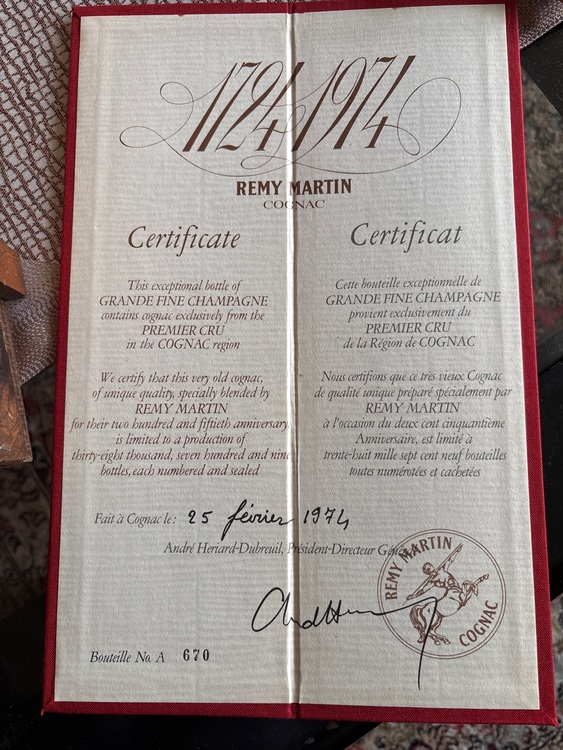 1724 1974
REMY MARTIN
COGNAC
Certificate
This exceptional bottle of
GRANDE FINE CHAMPAGNE
contains cognac exclusively from the
PREMIER CRU
in the COGNAC region
We certify that this very old cognac,
of unique quality, specially blended by
REMY MARTIN
for their two hundred and fiftieth anniversary
is limited to a production of
thirty-eight thousand, seven hundred and nine
bottles, each numbered and sealed
Certificat
Cette bouteille exceptionnelle de
GRANDE FINE CHAMPAGNE
provient exclusivement du
PREMIER CRU
de la Région de COGNAC
Nous certifions que ce très vieux Cognac
de qualité unique préparé spécialement par
REMY MARTIN
à l'occasion du deux cent cinquantième
Anniversaire, est limité à
trente-huit mille sept cent neuf bouteilles
toutes numérotées et cachetées
Fait à Cognac le : 25 février 1974
André Heriard-Dubreuil, Président-Directeur
REMY MARTIN
COGNAC
Bouteille No. A 670